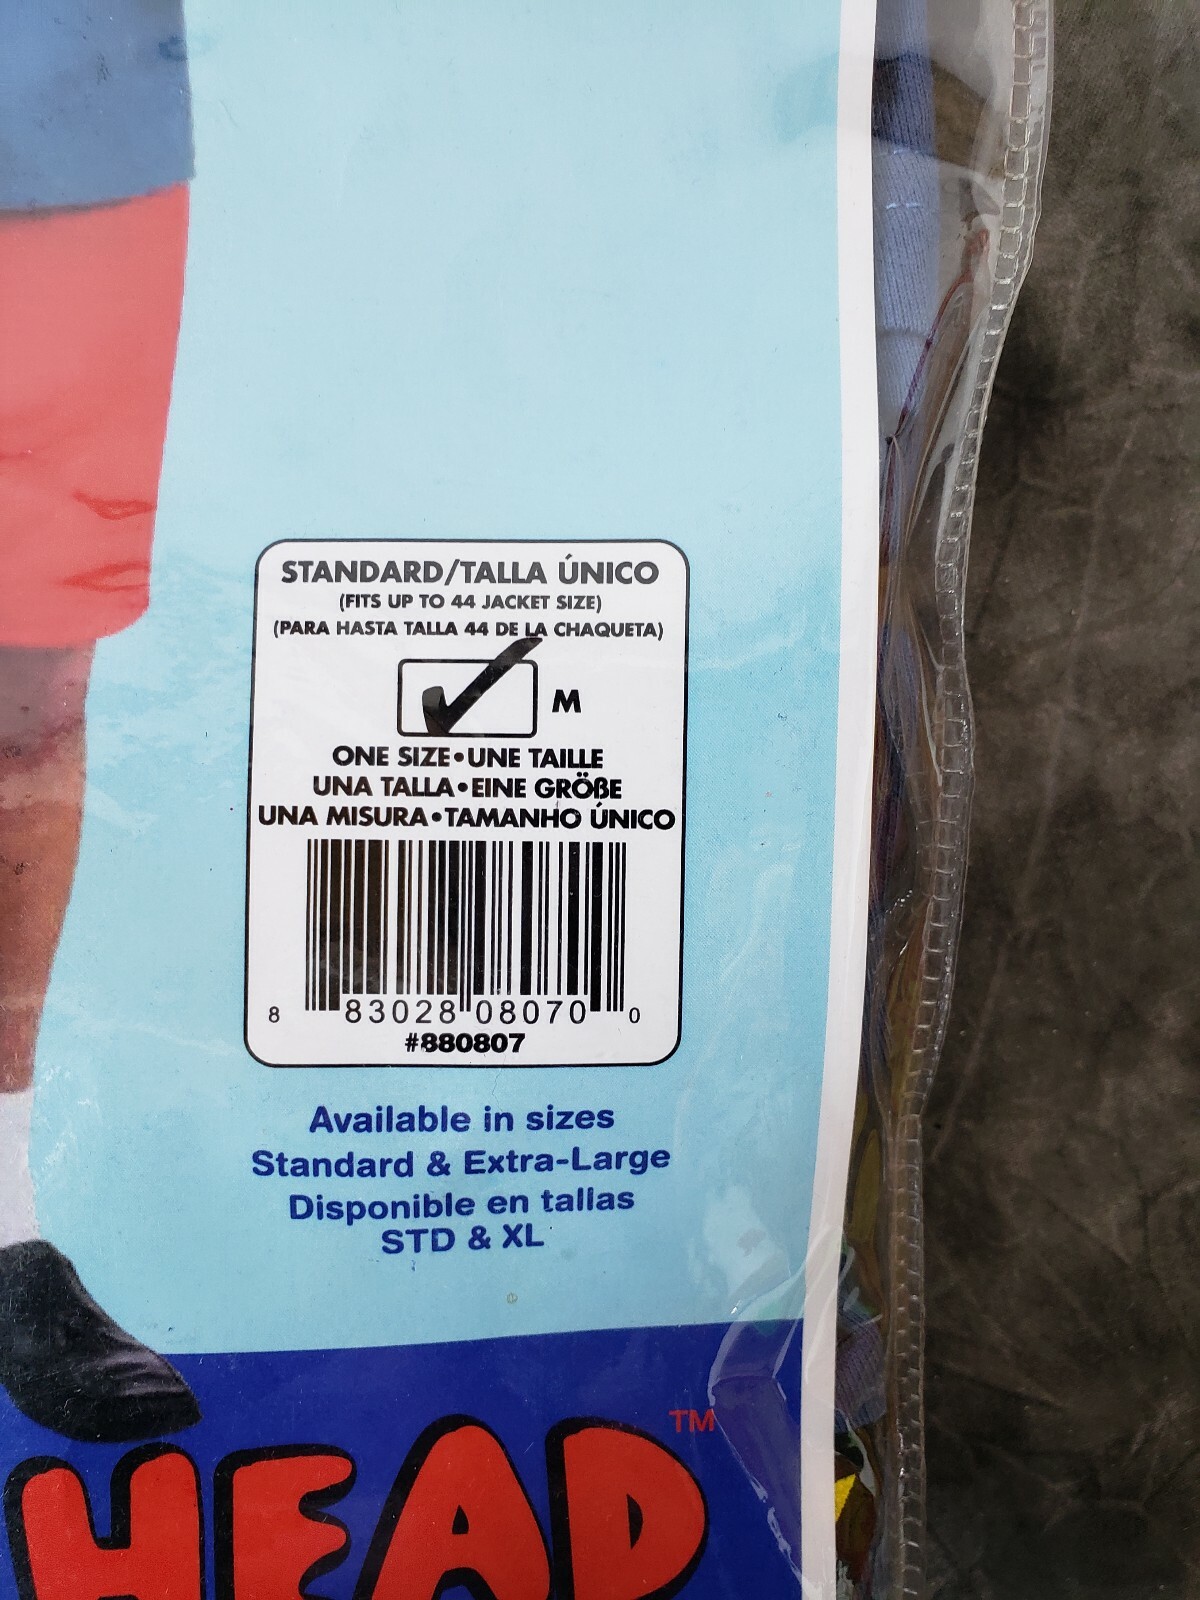 STANDARD/TALLA ÚNICO
(FITS UP TO 44 JACKET SIZE)
(PARA HASTA TALLA 44 DE LA CHAQUETA)
M
ONE SIZE•UNE TAILLE
UNA TALLA•EINE GRÖßE
UNA MISURA•TAMANHO ÚNICO
8 83028 08070 0
#880807
Available in sizes
Standard & Extra-Large
Disponible en tallas
STD & XL
HEAD™